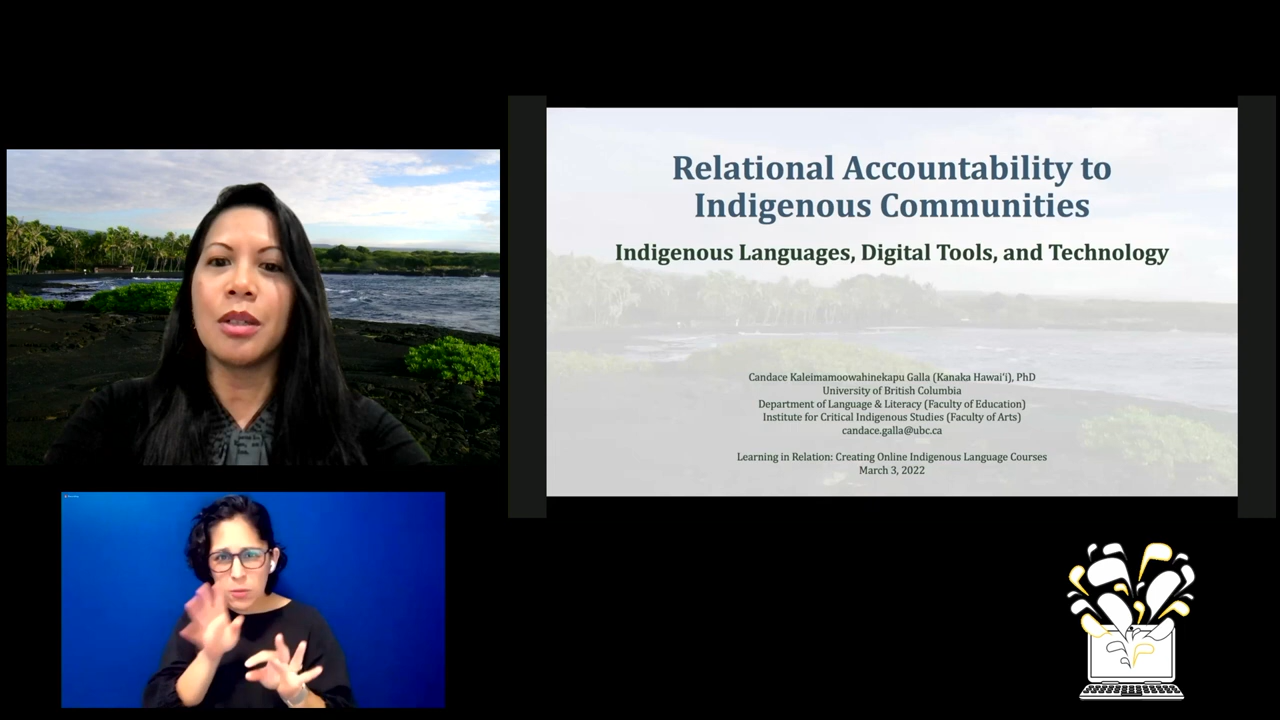 Relational Accountability to
Indigenous Communities
Indigenous Languages, Digital Tools, and Technology
Candace Kaleimamoowahinekapu Galla (Kanaka Hawaiʻi), PhD
University of British Columbia
Department of Language & Literacy (Faculty of Education)
Institute for Critical Indigenous Studies (Faculty of Arts)
candace.galla@ubc.ca
Learning in Relation: Creating Online Indigenous Language Courses
March 3, 2022